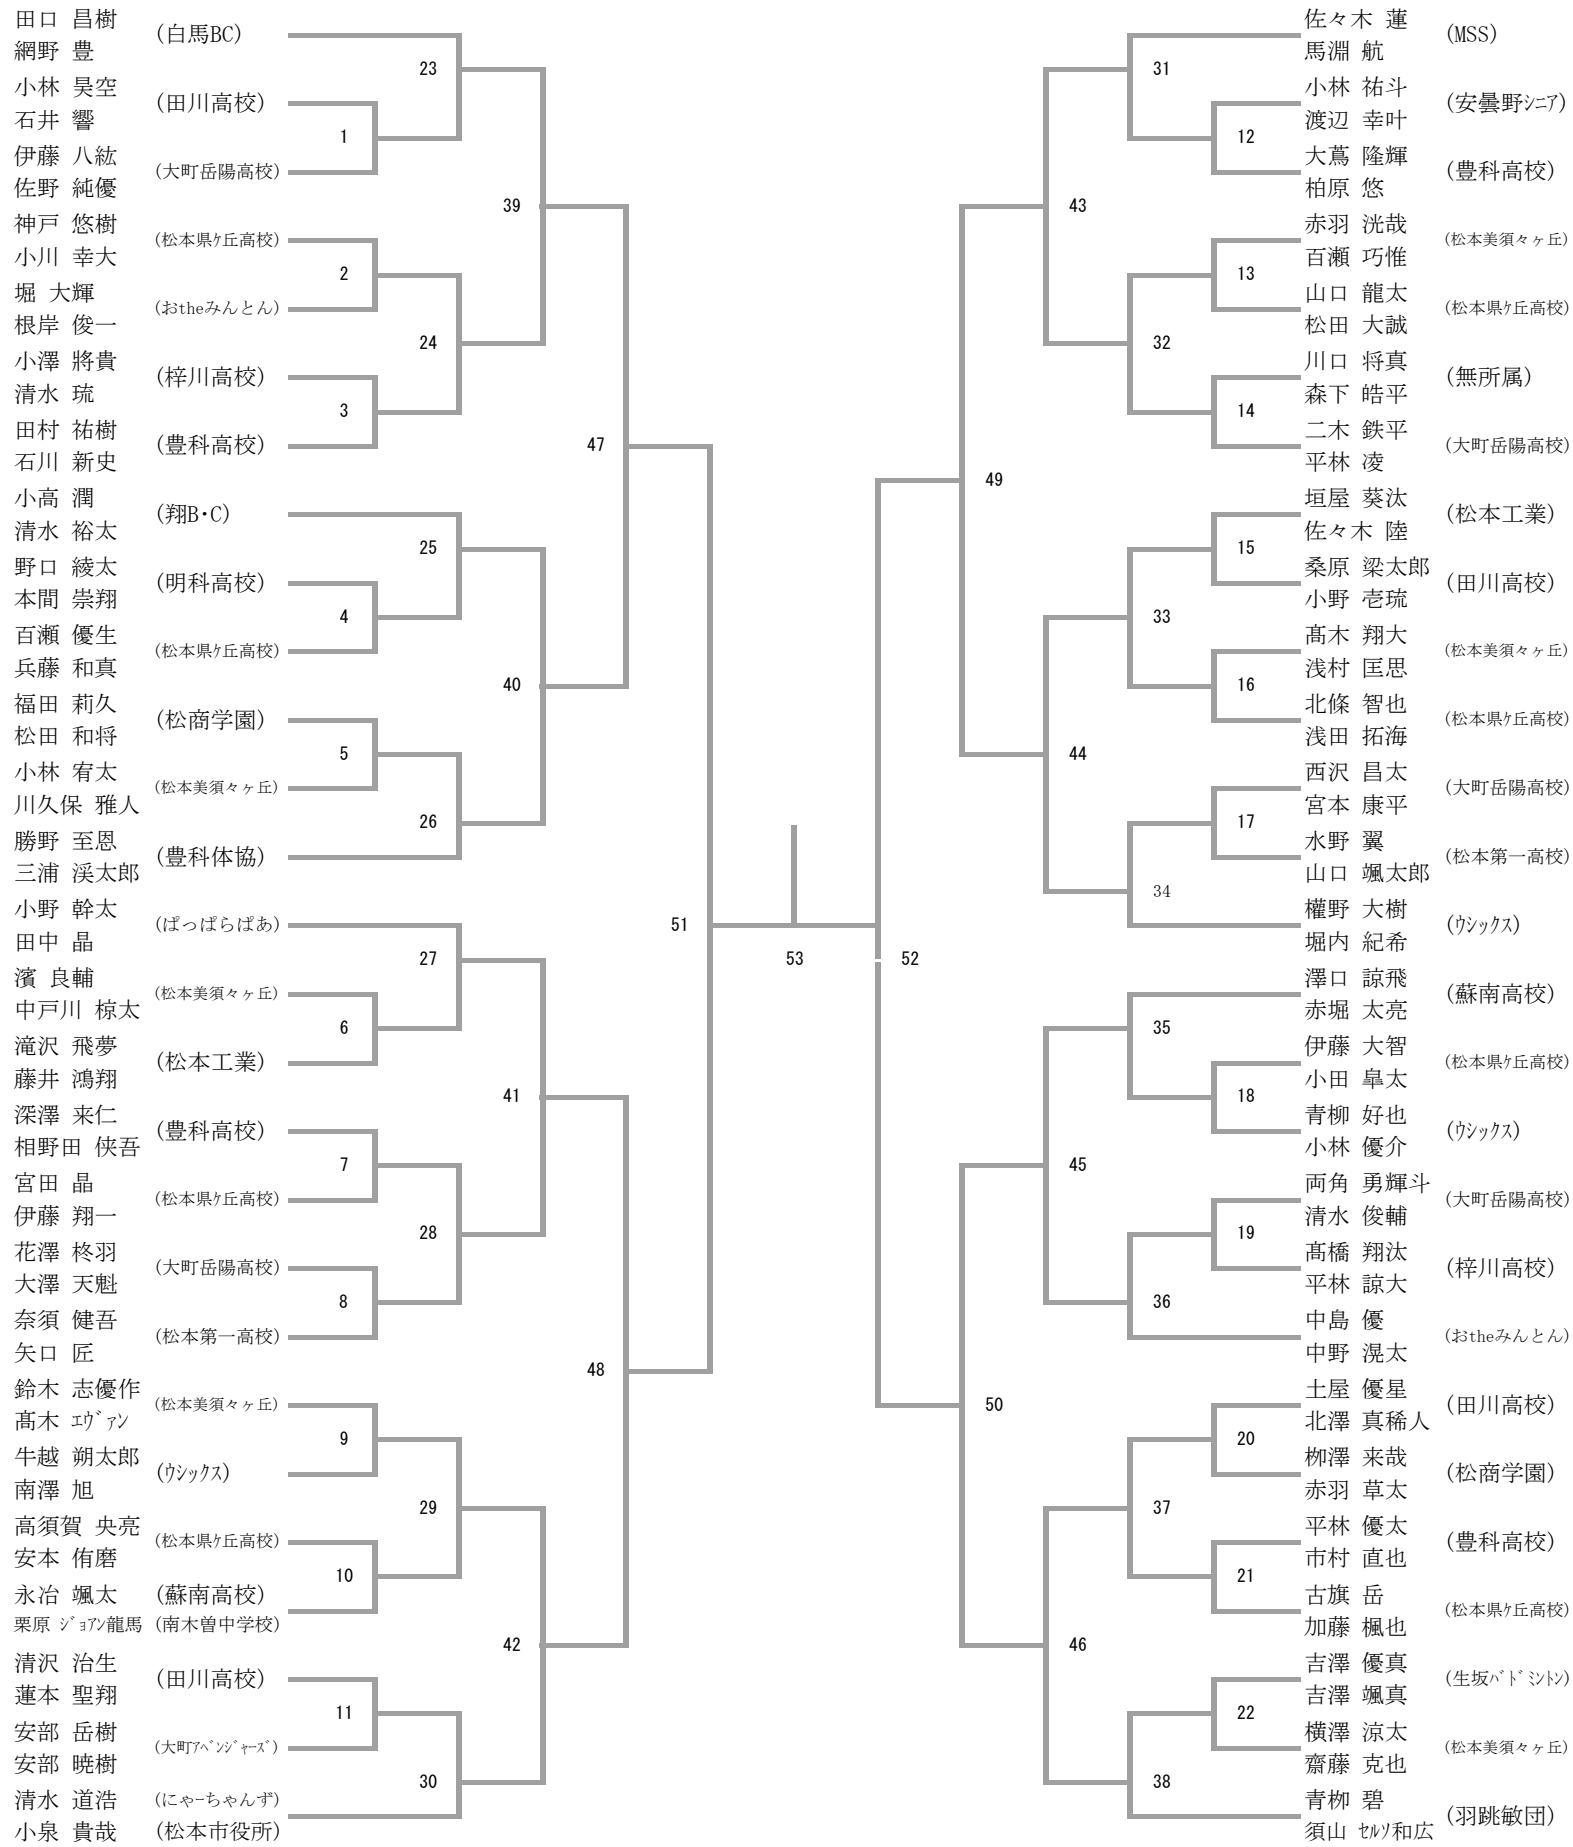 田口 昌樹
(白馬BC)
網野 豊
小林 昊空
(田川高校)
石井 響
伊藤 八紘
(大町岳陽高校)
佐野 純優
神戸 悠樹
(松本県ケ丘高校)
小川 幸大
堀 大輝
(おtheみんとん)
根岸 俊一
小澤 將貴
(梓川高校)
清水 琉
田村 祐樹
(豊科高校)
石川 新史
小高 潤
(翔B・C)
清水 裕太
野口 綾太
(明科高校)
本間 崇翔
百瀬 優生
(松本県ケ丘高校)
兵藤 和真
福田 莉久
(松商学園)
松田 和将
小林 宥太
(松本美須々ヶ丘)
川久保 雅人
勝野 至恩
(豊科体協)
三浦 渓太郎
小野 幹太
(ぱっぱらぱあ)
田中 晶
濱 良輔
(松本美須々ヶ丘)
中戸川 椋太
滝沢 飛夢
(松本工業)
藤井 鴻翔
深澤 来仁
(豊科高校)
相野田 侠吾
宮田 晶
(松本県ケ丘高校)
伊藤 翔一
花澤 柊羽
(大町岳陽高校)
大澤 天魁
奈須 健吾
(松本第一高校)
矢口 匠
鈴木 志優作
(松本美須々ヶ丘)
髙木 エヴァン
牛越 朔太郎
(ウシックス)
南澤 旭
高須賀 央亮
(松本県ケ丘高校)
安本 侑磨
永冶 颯太 (蘇南高校)
栗原 ジョアン龍馬 (南木曽中学校)
清沢 治生
(田川高校)
蓮本 聖翔
安部 岳樹
(大町アベンジャーズ)
安部 暁樹
清水 道浩 (にゃーちゃんず)
小泉 貴哉 (松本市役所)
1
2
3
4
5
6
7
8
9
10
11
23
24
25
26
27
28
29
30
39
40
41
42
47
48
51
53
52
49
50
43
44
45
46
31
32
33
34
35
36
37
38
12
13
14
15
16
17
18
19
20
21
22
佐々木 蓮
(MSS)
馬淵 航
小林 祐斗
(安曇野シニア)
渡辺 幸叶
大蔦 隆輝
(豊科高校)
柏原 悠
赤羽 洸哉
(松本美須々ヶ丘)
百瀬 巧惟
山口 龍太
(松本県ケ丘高校)
松田 大誠
川口 将真
(無所属)
森下 皓平
二木 鉄平
(大町岳陽高校)
平林 凌
垣屋 葵汰
(松本工業)
佐々木 陸
桑原 梁太郎
(田川高校)
小野 壱琉
髙木 翔大
(松本美須々ヶ丘)
浅村 匡思
北條 智也
(松本県ケ丘高校)
浅田 拓海
西沢 昌太
(大町岳陽高校)
宮本 康平
水野 翼
(松本第一高校)
山口 颯太郎
權野 大樹
(ウシックス)
堀内 紀希
澤口 諒飛
(蘇南高校)
赤堀 太亮
伊藤 大智
(松本県ケ丘高校)
小田 皐太
青柳 好也
(ウシックス)
小林 優介
両角 勇輝斗
(大町岳陽高校)
清水 俊輔
髙橋 翔汰
(梓川高校)
平林 諒大
中島 優
(おtheみんとん)
中野 滉太
土屋 優星
(田川高校)
北澤 真稀人
栁澤 来哉
(松商学園)
赤羽 草太
平林 優太
(豊科高校)
市村 直也
古旗 岳
(松本県ケ丘高校)
加藤 楓也
吉澤 優真
(生坂バドミントン)
吉澤 颯真
横澤 涼太
(松本美須々ヶ丘)
齋藤 克也
青栁 碧
(羽跳敏団)
須山 セルソ和広